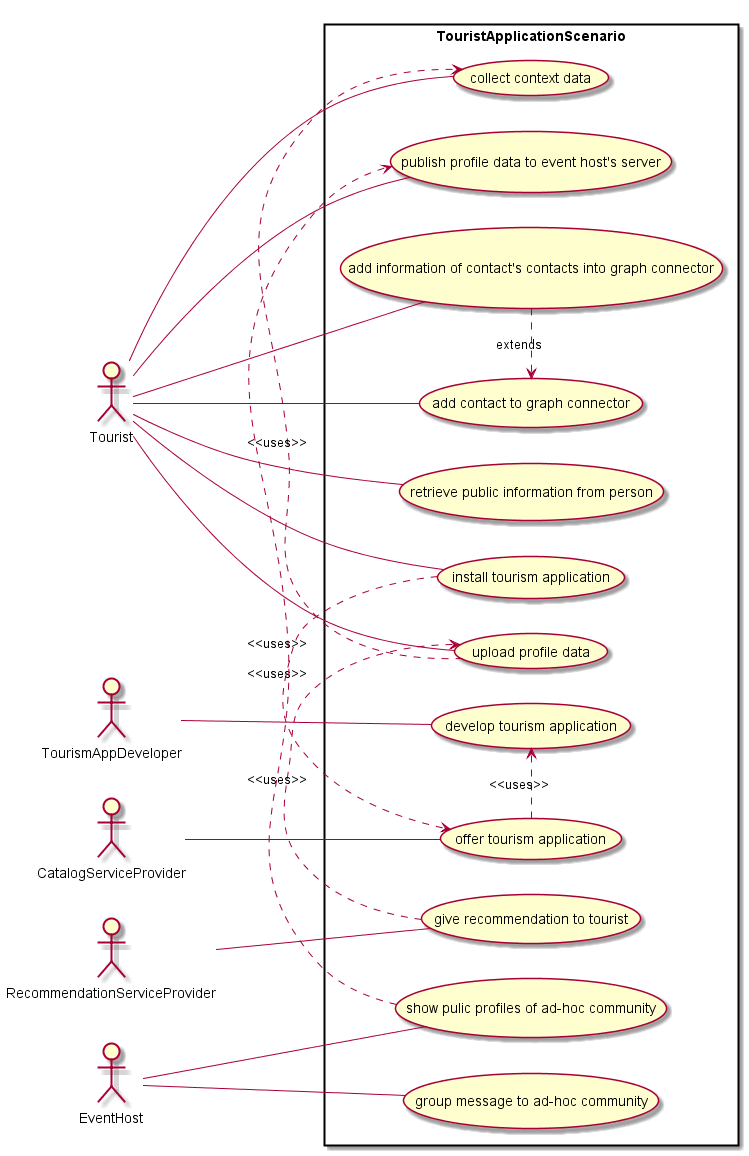 TouristApplicationScenario
collect context data
publish profile data to event host's server
add information of contact's contacts into graph connector
extends
add contact to graph connector
Tourist
<<uses>>
retrieve public information from person
install tourism application
<<uses>>
upload profile data
<<uses>>
develop tourism application
TourismAppDeveloper
<<uses>>
<<uses>>
offer tourism application
CatalogServiceProvider
give recommendation to tourist
RecommendationServiceProvider
show pulic profiles of ad-hoc community
group message to ad-hoc community
EventHost